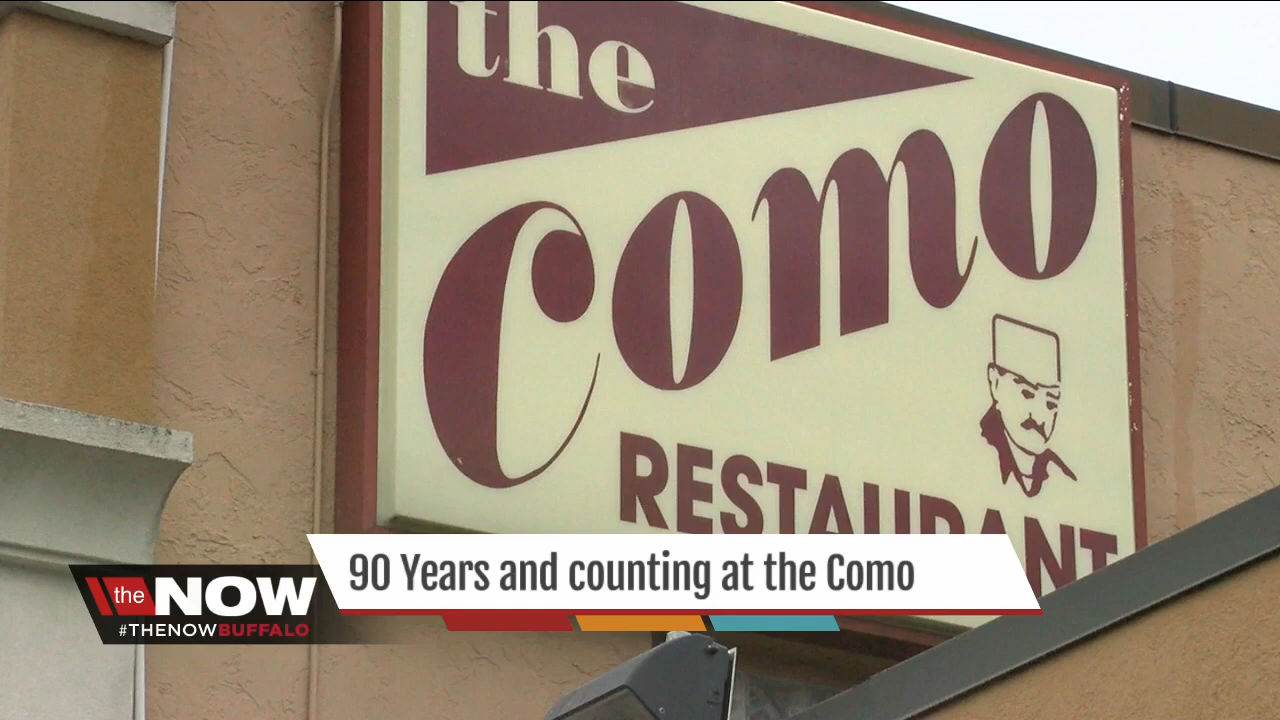 the
Como
RESTAURANT
90 Years and counting at the Como
the NOW
#THENOWBUFFALO